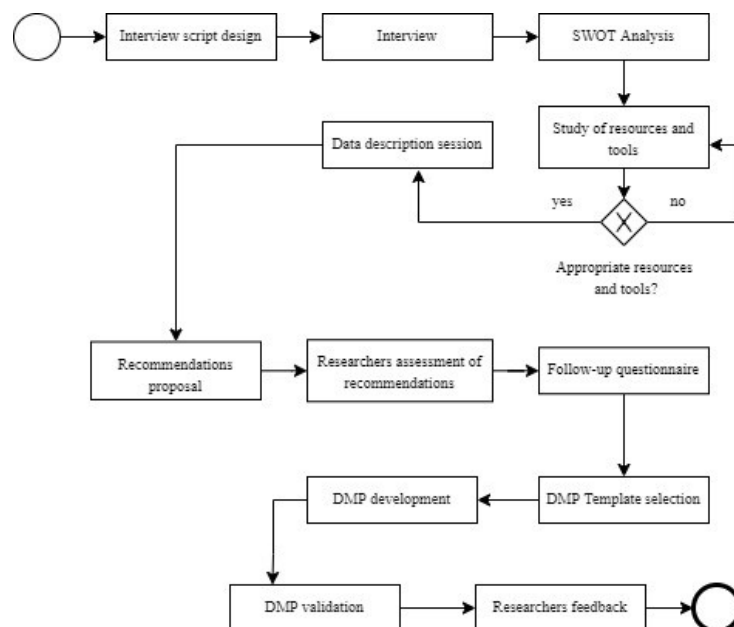 Interview script design
Interview
SWOT Analysis
Study of resources and
tools
Data description session
yes
no
Appropriate resources
and tools?
Recommendations
proposal
Researchers assessment of
recommendations
Follow-up questionnaire
DMP Template selection
DMP development
DMP validation
Researchers feedback